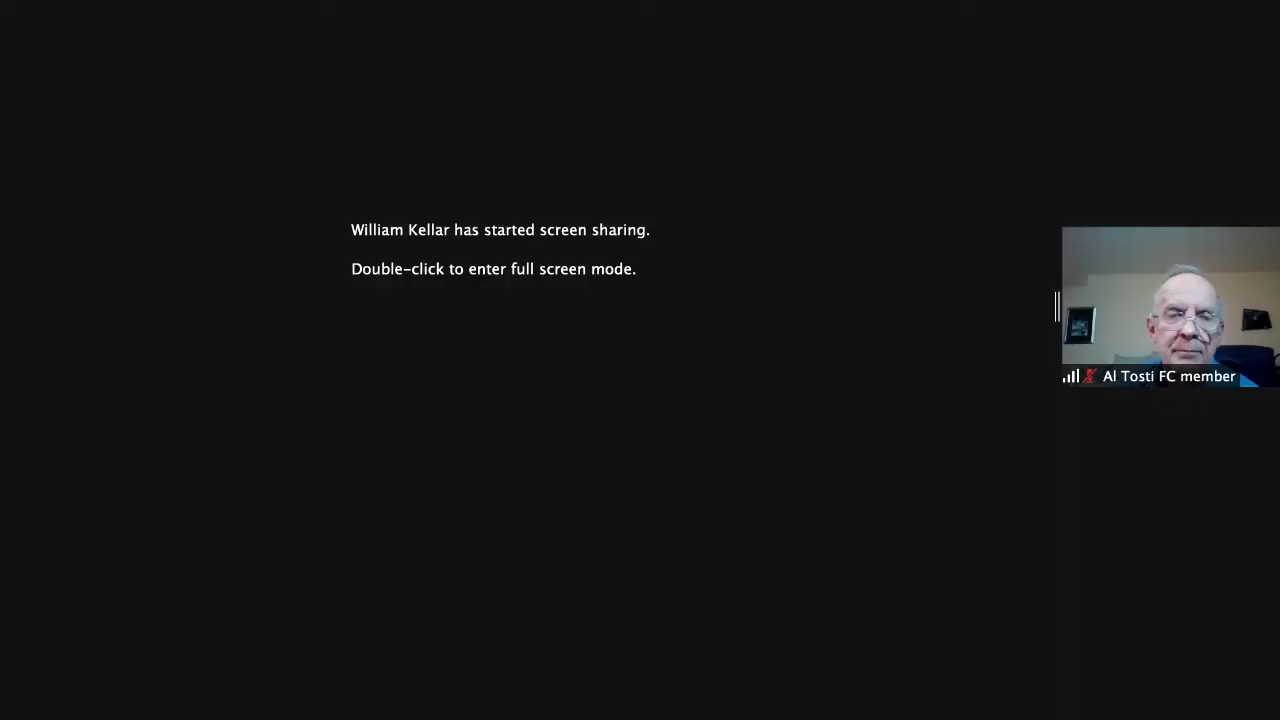 William Kellar has started screen sharing.
Double-click to enter full screen mode.
Al Tosti FC member